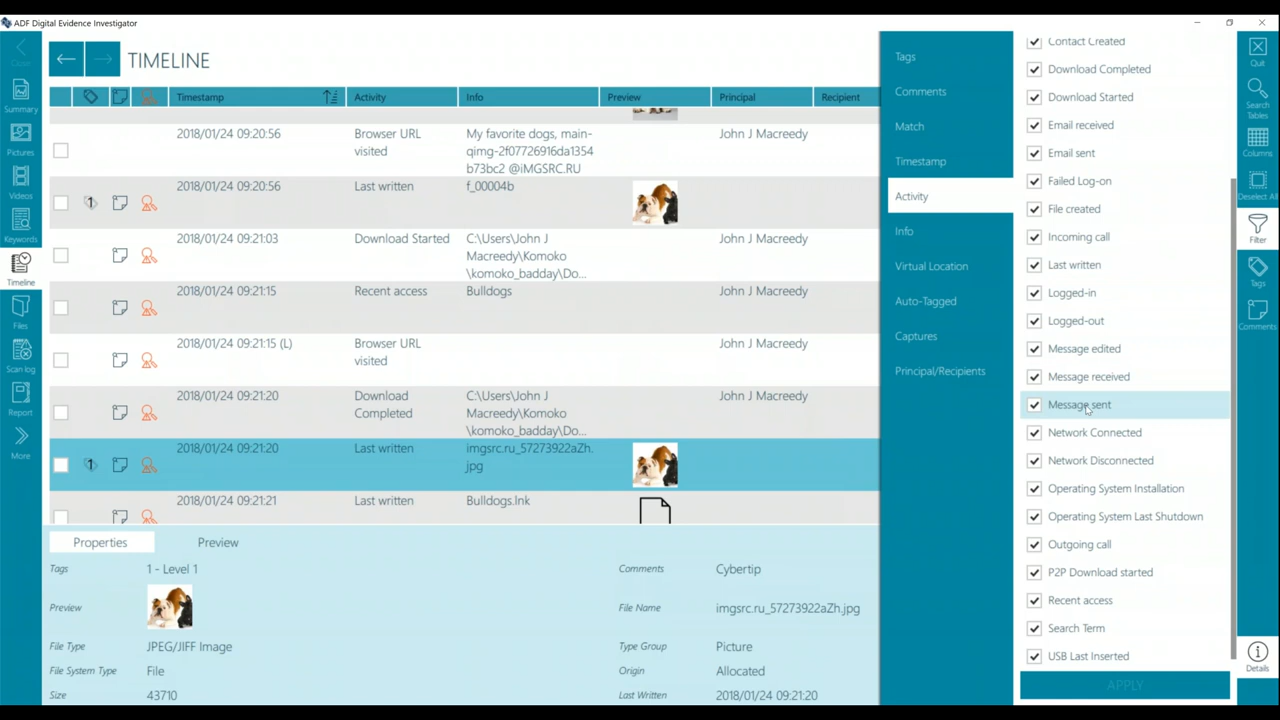 ADF Digital Evidence Investigator
Close
Summary
Pictures
Videos
Keywords
Timeline
Files
Scan log
Report
More
TIMELINE
Timestamp Activity Info Preview Principal Recipient
2018/01/24 09:20:56 Browser URL visited My favorite dogs, main-qimg-2f07726916da1354b73bc2 @iMGSRC.RU John J Macreedy
2018/01/24 09:20:56 Last written f_00004b
1
2018/01/24 09:21:03 Download Started C:\Users\John J Macreedy\Komoko\komoko_badday\Do... John J Macreedy
2018/01/24 09:21:15 Recent access Bulldogs John J Macreedy
2018/01/24 09:21:15 (L) Browser URL visited John J Macreedy
2018/01/24 09:21:20 Download Completed C:\Users\John J Macreedy\Komoko\komoko_badday\Do... John J Macreedy
1
2018/01/24 09:21:20 Last written imgsrc.ru_57273922aZh.jpg
2018/01/24 09:21:21 Last written Bulldogs.lnk
Properties Preview
Tags 1 - Level 1
Preview
File Type JPEG/JIFF Image
File System Type File
Size 43710
Comments Cybertip
File Name imgsrc.ru_57273922aZh.jpg
Type Group Picture
Origin Allocated
Last Written 2018/01/24 09:21:20
Tags
Comments
Match
Timestamp
Activity
Info
Virtual Location
Auto-Tagged
Captures
Principal/Recipients
Contact Created
Download Completed
Download Started
Email received
Email sent
Failed Log-on
File created
Incoming call
Last written
Logged-in
Logged-out
Message edited
Message received
Message sent
Network Connected
Network Disconnected
Operating System Installation
Operating System Last Shutdown
Outgoing call
P2P Download started
Recent access
Search Term
USB Last Inserted
APPLY
Quit
Search Tables
Columns
Deselect All
Filter
Tags
Comments
Details